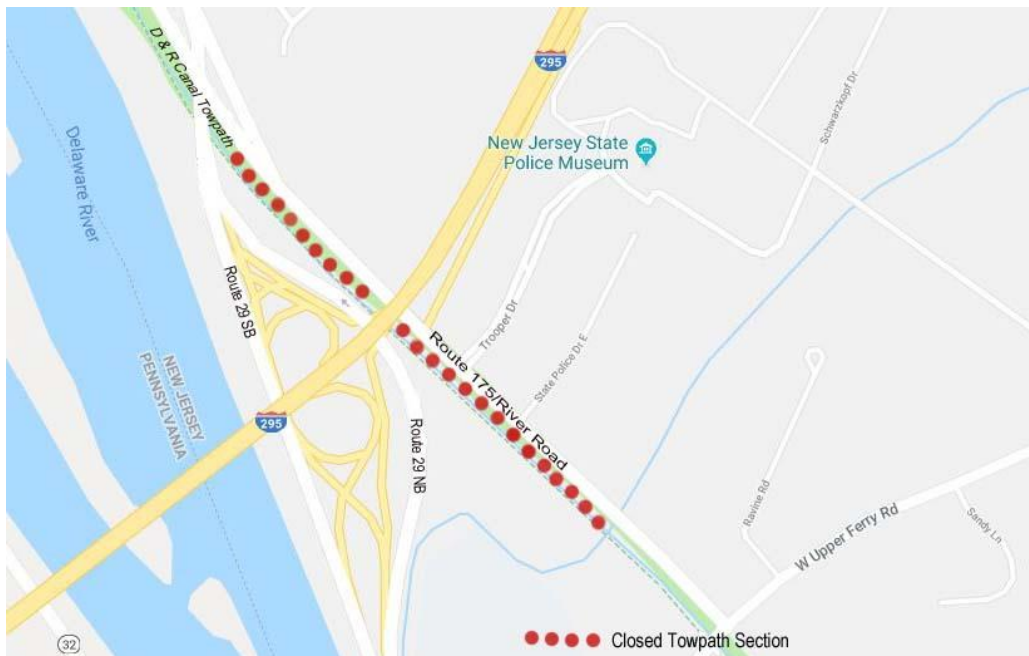 D & R Canal Towpath
295
Schwarzkopf Dr
New Jersey State
Police Museum
Delaware River
Route 29 SB
Trooper Dr
Route 175/River Road
State Police Dr E
NEW JERSEY
PENNSYLVANIA
295
Route 29 NB
Ravine Rd
W Upper Ferry Rd
Sandy Ln
32
Closed Towpath Section